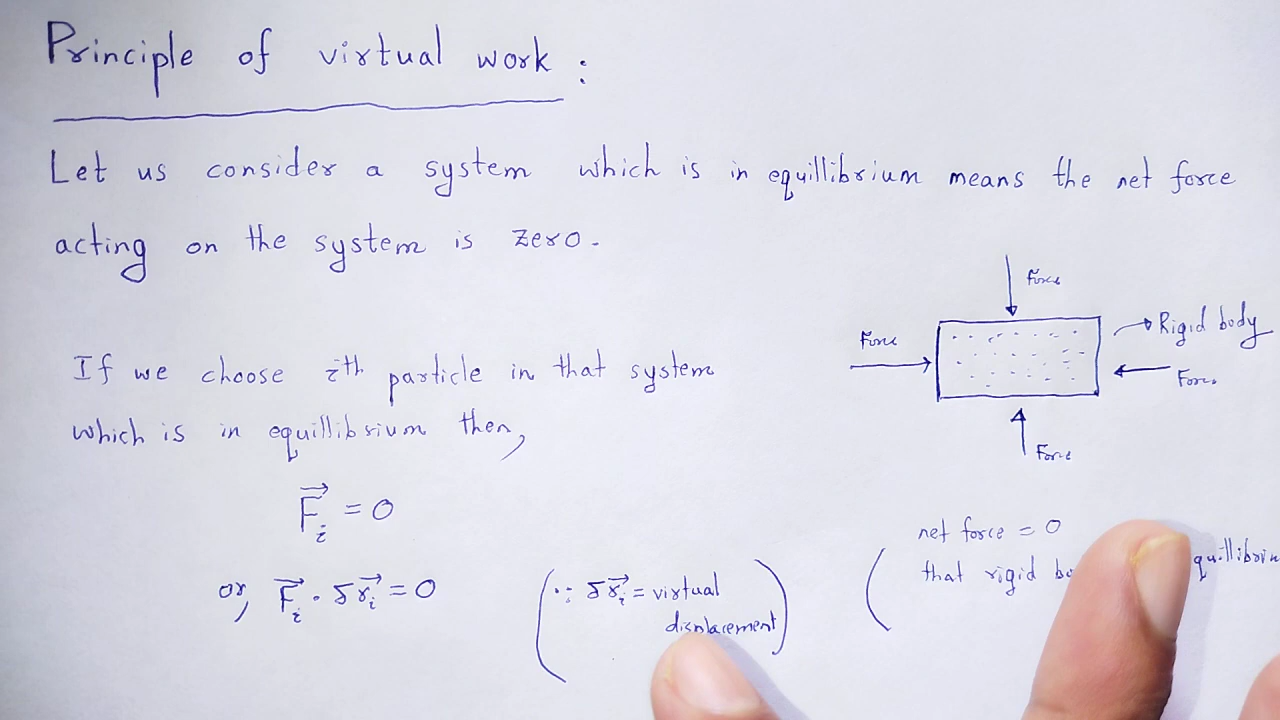 Principle of virtual work :
Let us consider a system which is in equillibrium means the net force
acting on the system is zero.
Force
Force
Rigid body
Force
Force
If we choose ith particle in that system
which is in equillibrium then,
F⃗ᵢ = 0
or, F⃗ᵢ · δr⃗ᵢ = 0
(∵ δr⃗ᵢ = virtual
displacement)
(net force = 0
that rigid